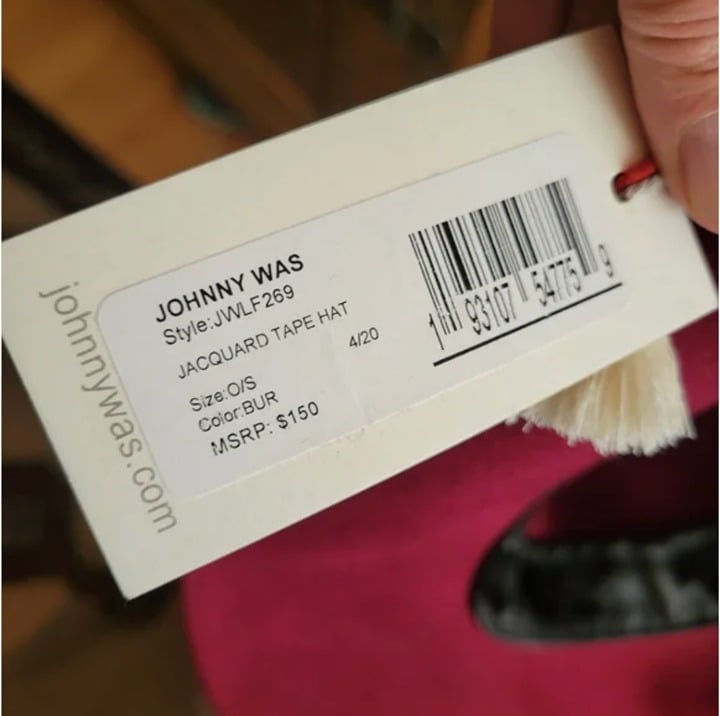 JOHNNY WAS
Style:JWLF269
JACQUARD TAPE HAT
4/20
Size:O/S
Color:BUR
MSRP: $150
1 93107 54775 9
johnnywas.com